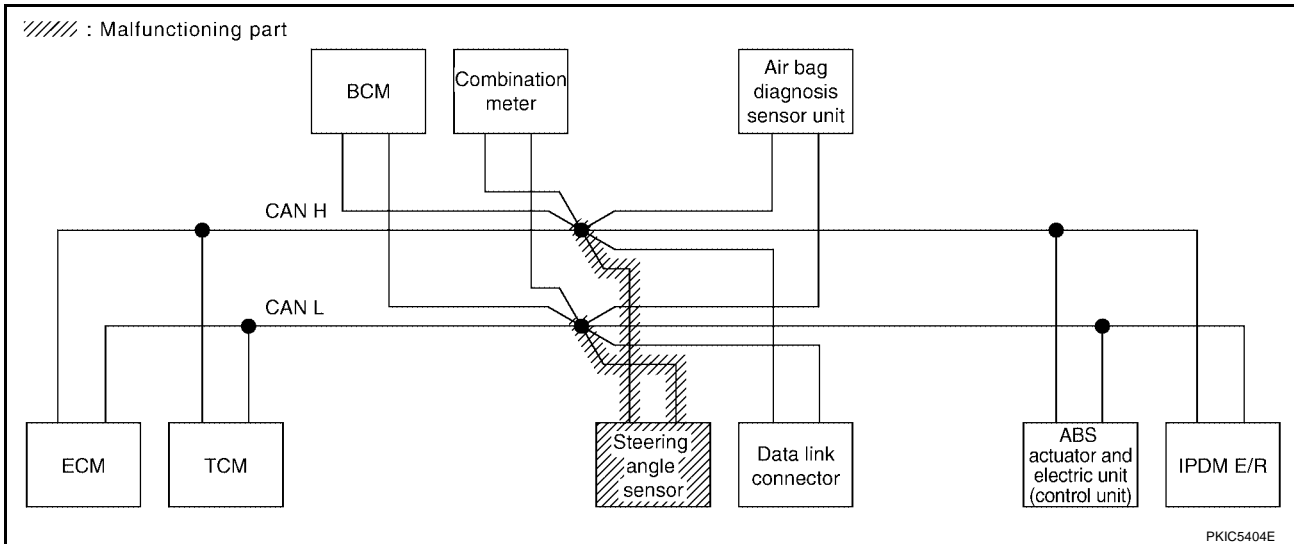 : Malfunctioning part
BCM
Combination
meter
Air bag
diagnosis
sensor unit
CAN H
CAN L
ECM
TCM
Steering
angle
sensor
Data link
connector
ABS
actuator and
electric unit
(control unit)
IPDM E/R
PKIC5404E